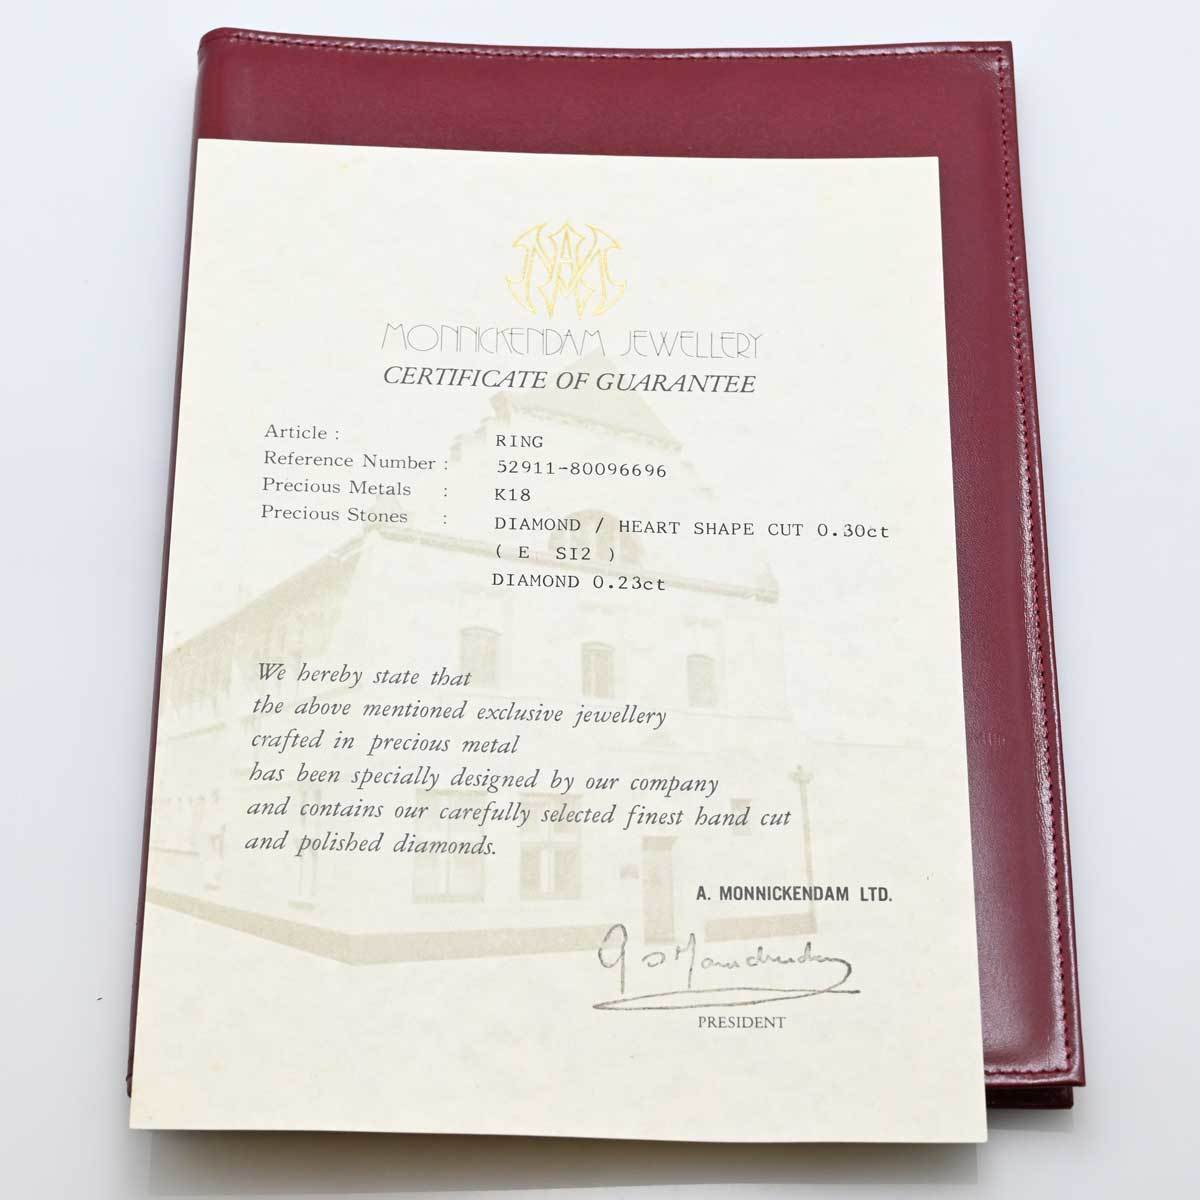 MONNICKENDAM JEWELLERY
CERTIFICATE OF GUARANTEE
Article : RING
Reference Number : 52911-80096696
Precious Metals : K18
Precious Stones : DIAMOND / HEART SHAPE CUT 0.30ct
( E SI2 )
DIAMOND 0.23ct
We hereby state that
the above mentioned exclusive jewellery
crafted in precious metal
has been specially designed by our company
and contains our carefully selected finest hand cut
and polished diamonds.
A. MONNICKENDAM LTD.
PRESIDENT